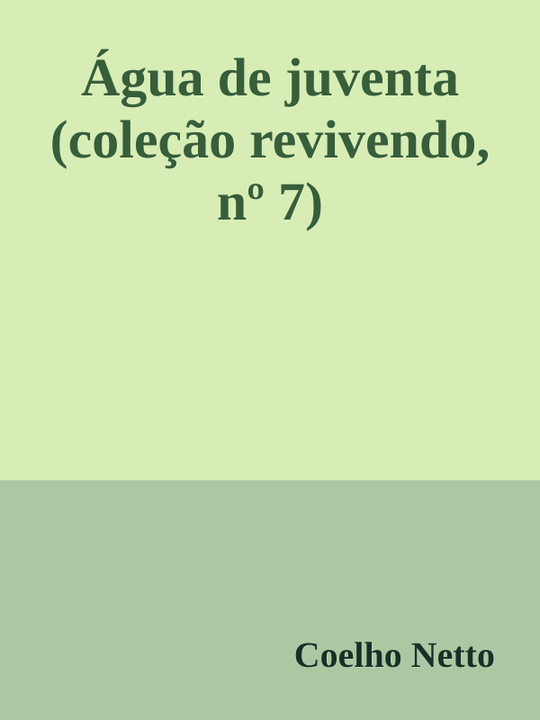 Água de juventa
(coleção revivendo,
nº 7)
Coelho Netto